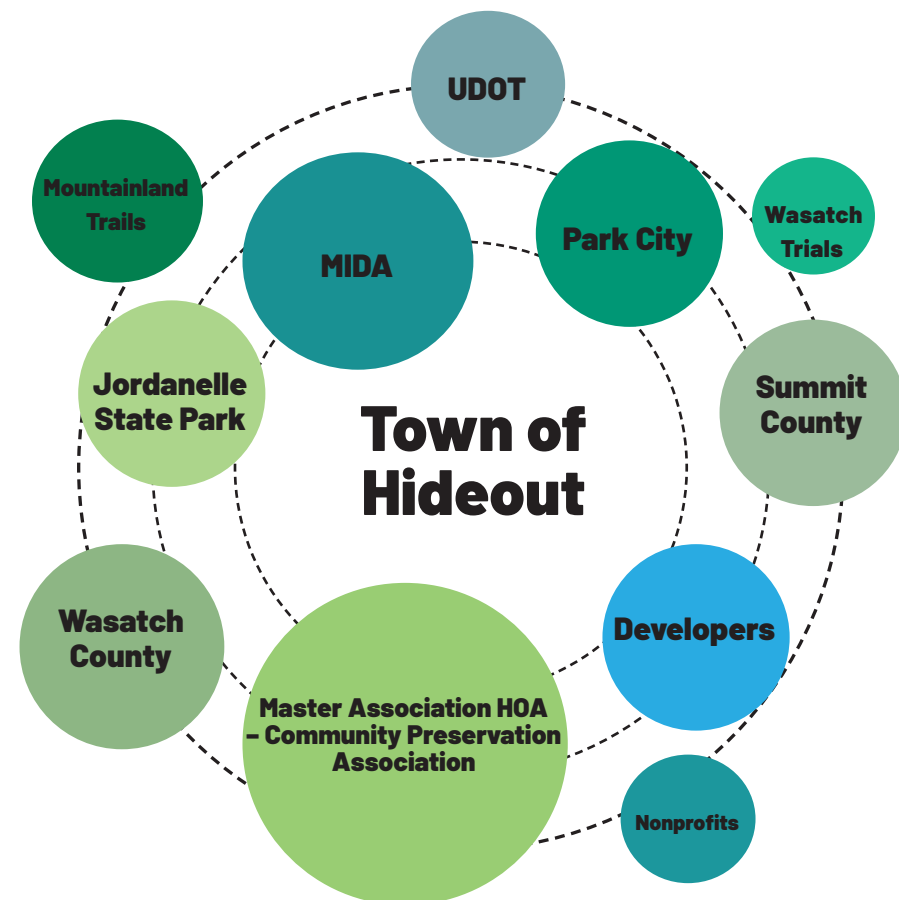 UDOT
Mountainland
Trails
MIDA
Park City
Wasatch
Trials
Jordanelle
State Park
Summit
County
Town of
Hideout
Wasatch
County
Developers
Master Association HOA
– Community Preservation
Association
Nonprofits